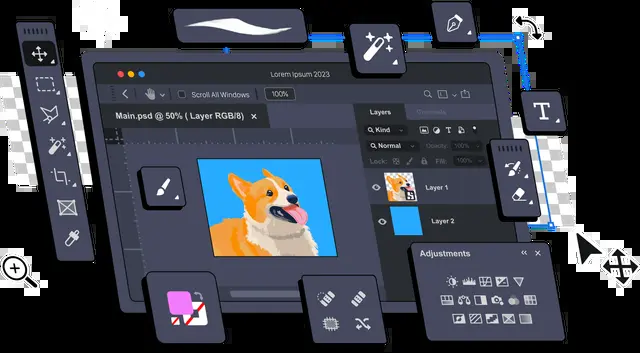 Lorem Ipsum 2023
Scroll All Windows
100%
Main.psd @ 50% ( Layer RGB/8) ×
Layers
Channels
Kind
T
Normal
Opacity: 100%
Lock:
Fill: 100%
Layer 1
Layer 2
T
Adjustments